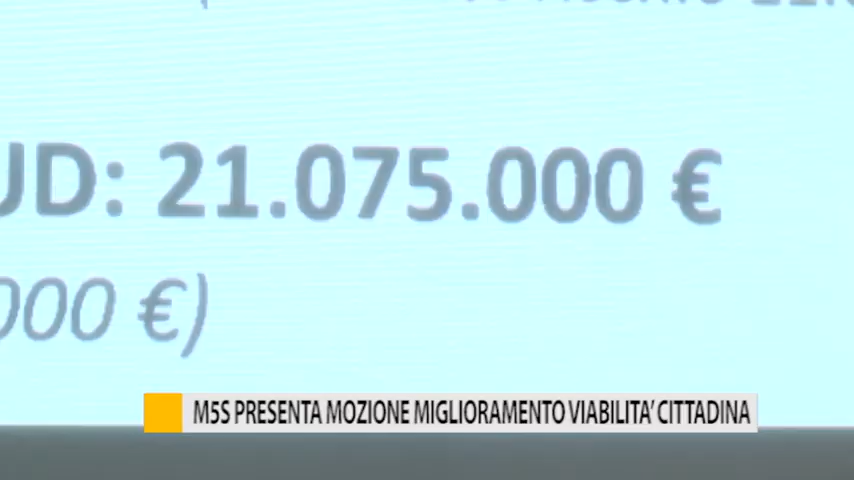 UD: 21.075.000 €
000 €)
M5S PRESENTA MOZIONE MIGLIORAMENTO VIABILITA' CITTADINA